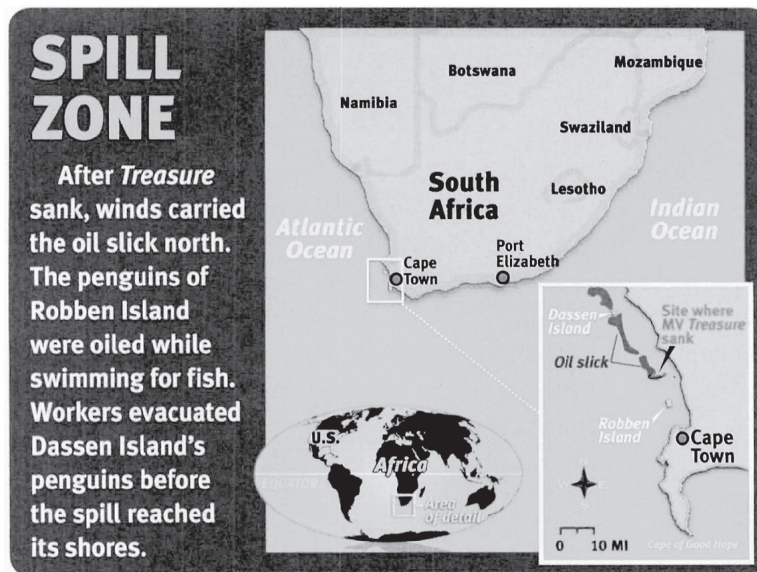 SPILL
ZONE
After Treasure
sank, winds carried
the oil slick north.
The penguins of
Robben Island
were oiled while
swimming for fish.
Workers evacuated
Dassen Island's
penguins before
the spill reached
its shores.
Namibia
Botswana
Mozambique
Swaziland
South
Africa
Lesotho
Atlantic
Ocean
Indian
Ocean
Cape
Town
Port
Elizabeth
U.S.
Africa
EQUATOR
Area
of detail
Dassen
Island
Site where
MV Treasure
sank
Oil slick
Robben
Island
Cape
Town
0 10 MI
Cape of Good Hope